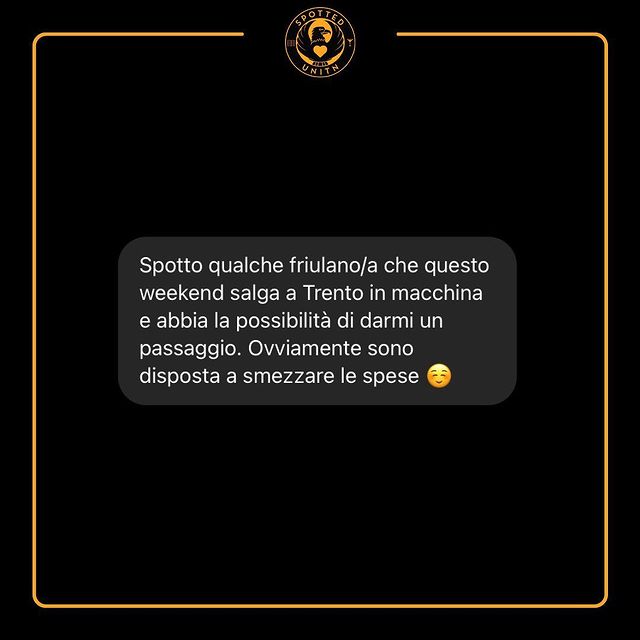 SPOTTED
UNITN
Spotto qualche friulano/a che questo
weekend salga a Trento in macchina
e abbia la possibilità di darmi un
passaggio. Ovviamente sono
disposta a smezzare le spese ☺️